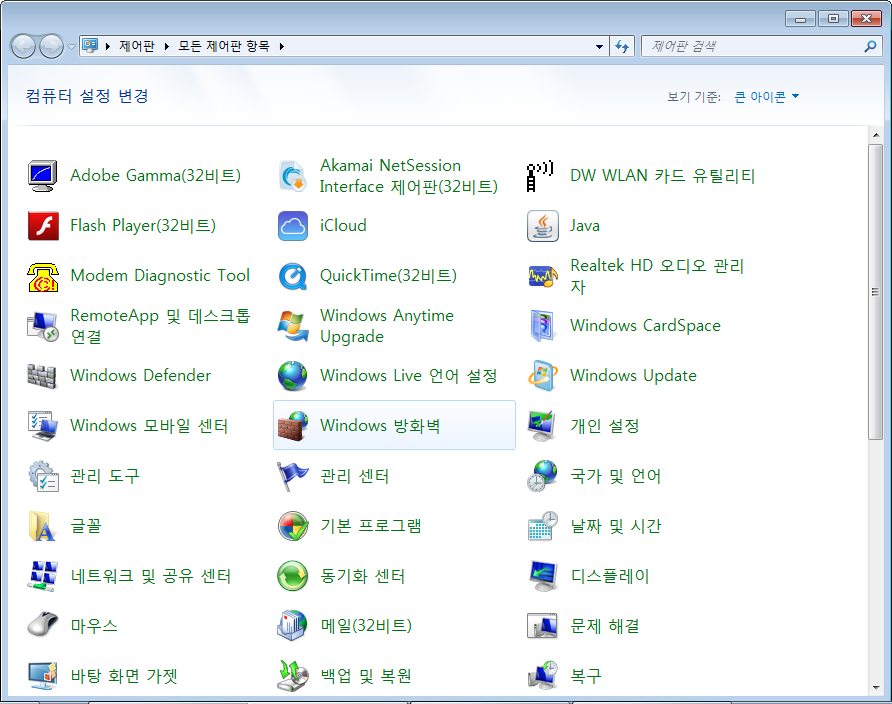 제어판 모든 제어판 항목 제어판 검색
컴퓨터 설정 변경 보기 기준: 큰 아이콘
Adobe Gamma(32비트)
Akamai NetSession
Interface 제어판(32비트)
DW WLAN 카드 유틸리티
Flash Player(32비트)
iCloud
Java
Modem Diagnostic Tool
QuickTime(32비트)
Realtek HD 오디오 관리
자
RemoteApp 및 데스크톱
연결
Windows Anytime
Upgrade
Windows CardSpace
Windows Defender
Windows Live 언어 설정
Windows Update
Windows 모바일 센터
Windows 방화벽
개인 설정
관리 도구
관리 센터
국가 및 언어
글꼴
기본 프로그램
날짜 및 시간
네트워크 및 공유 센터
동기화 센터
디스플레이
마우스
메일(32비트)
문제 해결
바탕 화면 가젯
백업 및 복원
복구